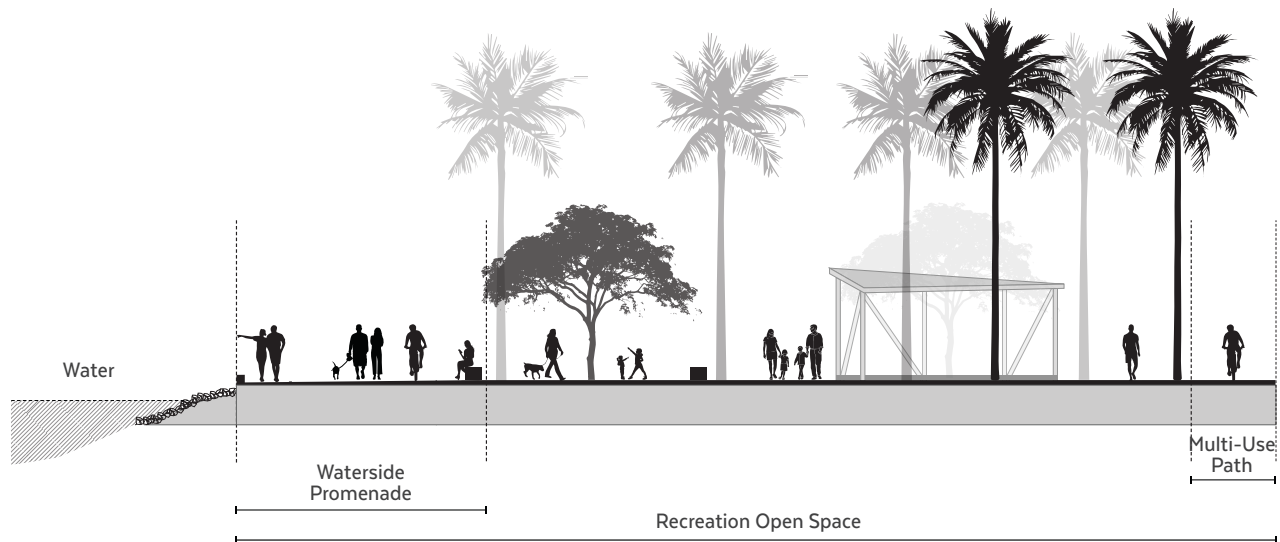 Water
Waterside
Promenade
Multi-Use
Path
Recreation Open Space